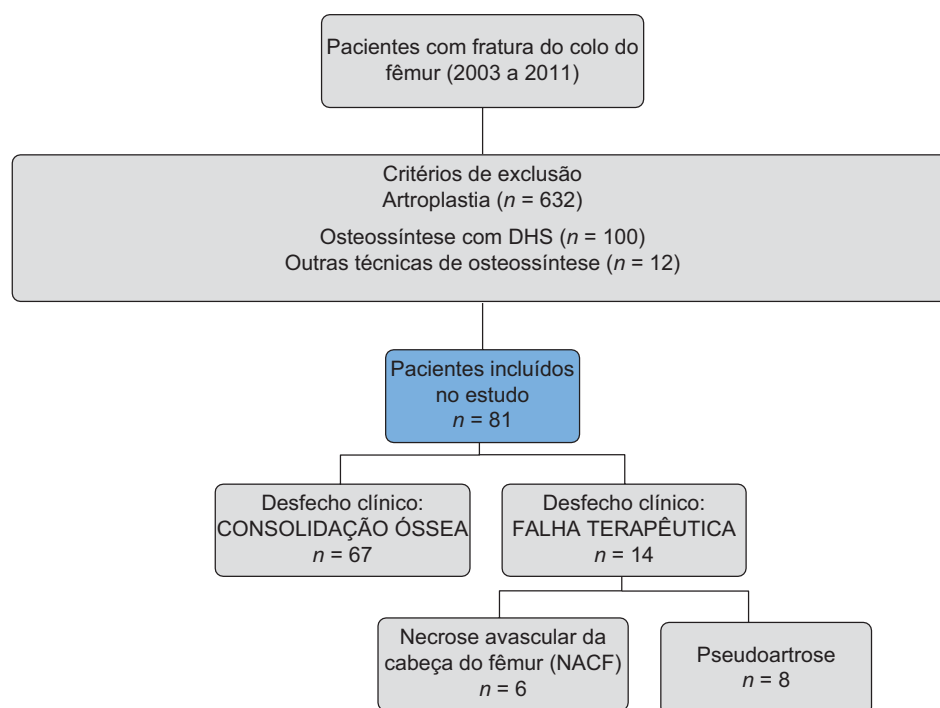 Pacientes com fratura do colo do
fêmur (2003 a 2011)
Critérios de exclusão
Artroplastia (n = 632)
Osteossíntese com DHS (n = 100)
Outras técnicas de osteossíntese (n = 12)
Pacientes incluídos
no estudo
n = 81
Desfecho clínico:
CONSOLIDAÇÃO ÓSSEA
n = 67
Desfecho clínico:
FALHA TERAPÊUTICA
n = 14
Necrose avascular da
cabeça do fêmur (NACF)
n = 6
Pseudoartrose
n = 8